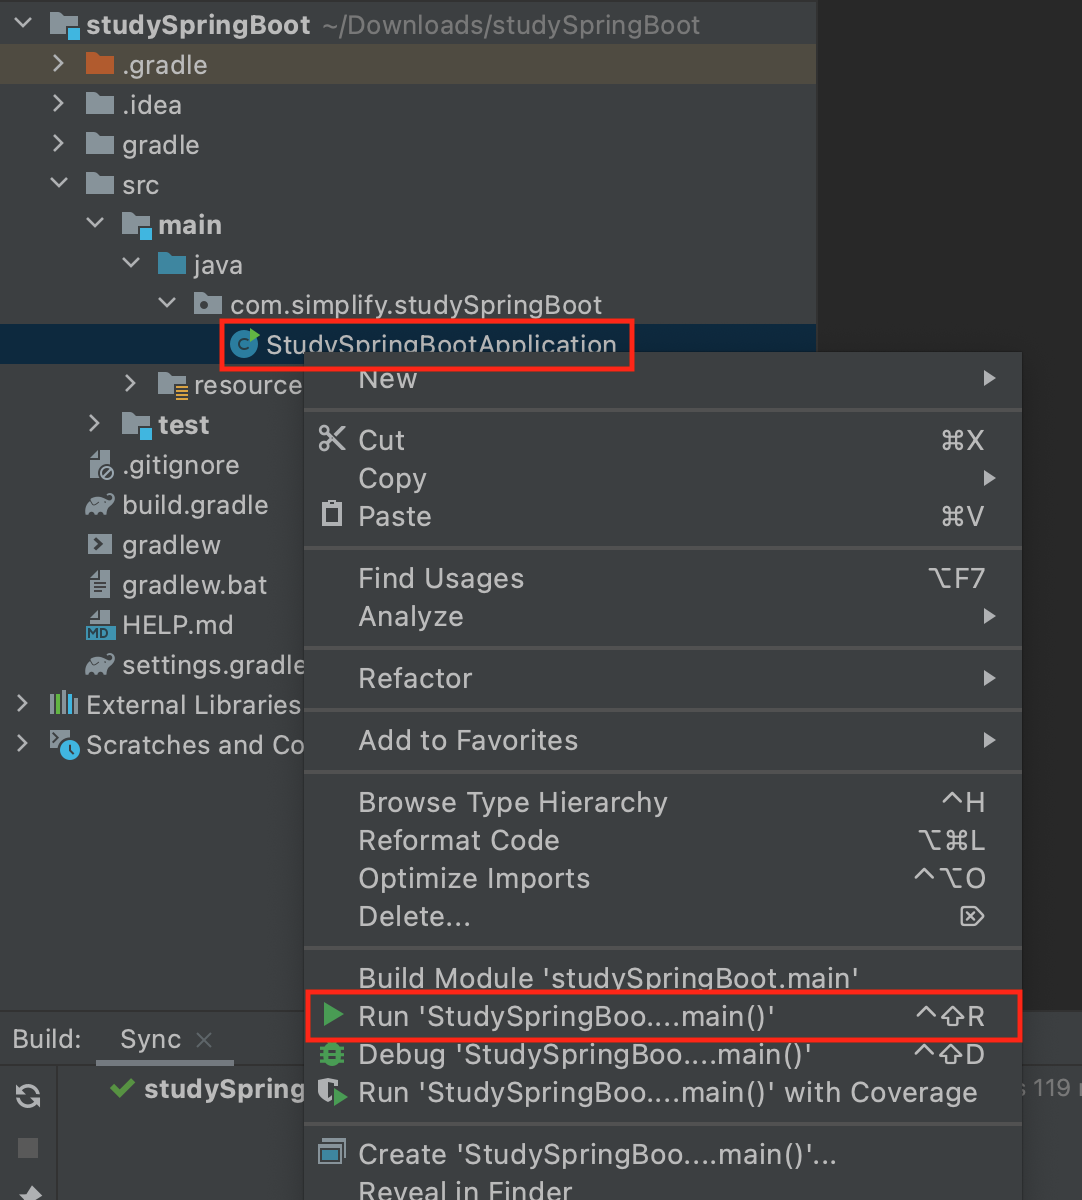 studySpringBoot ~/Downloads/studySpringBoot
.gradle
.idea
gradle
src
main
java
com.simplify.studySpringBoot
StudySpringBootApplication
resource
test
.gitignore
build.gradle
gradlew
gradlew.bat
HELP.md
settings.gradle
External Libraries
Scratches and Co
New
Cut ⌘X
Copy
Paste ⌘V
Find Usages ⌥F7
Analyze
Refactor
Add to Favorites
Browse Type Hierarchy ^H
Reformat Code ⌥⌘L
Optimize Imports ^⌥O
Delete... ⌦
Build Module 'studySpringBoot.main'
Run 'StudySpringBoo....main()' ^⇧R
Debug 'StudySpringBoo....main()' ^⇧D
Run 'StudySpringBoo....main()' with Coverage
Create 'StudySpringBoo....main()'...
Reveal in Finder
Build: Sync
studySpring
119